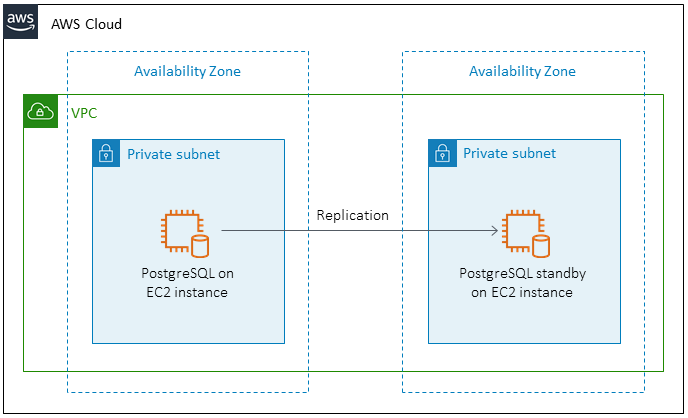 aws
AWS Cloud
Availability Zone
Availability Zone
VPC
Private subnet
Private subnet
Replication
PostgreSQL on
EC2 instance
PostgreSQL standby
on EC2 instance